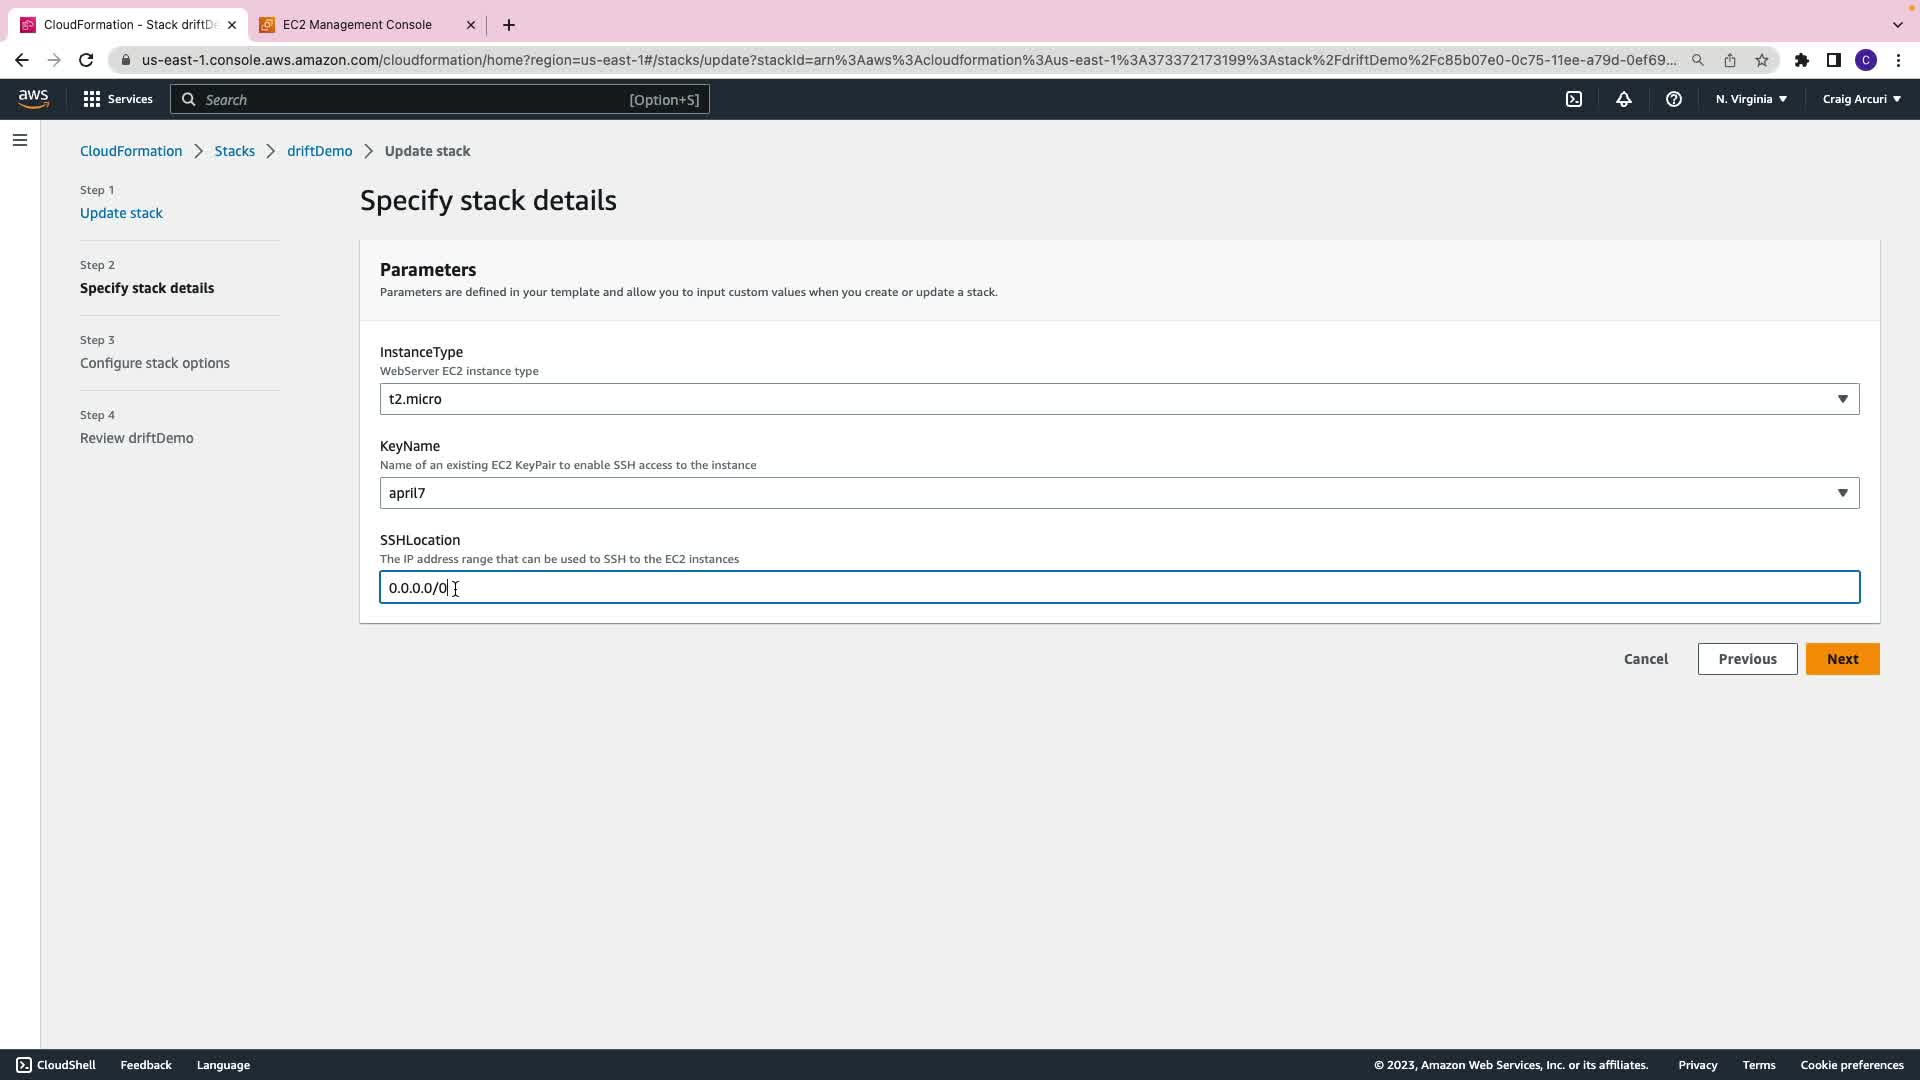 CloudFormation - Stack driftDe
EC2 Management Console
us-east-1.console.aws.amazon.com/cloudformation/home?region=us-east-1#/stacks/update?stackId=arn%3Aaws%3Acloudformation%3Aus-east-1%3A373372173199%3Astack%2FdriftDemo%2Fc85b07e0-0c75-11ee-a79d-0ef69...
C
aws
Services
Search
[Option+S]
N. Virginia
Craig Arcuri
CloudFormation
Stacks
driftDemo
Update stack
Step 1
Update stack
Step 2
Specify stack details
Step 3
Configure stack options
Step 4
Review driftDemo
Specify stack details
Parameters
Parameters are defined in your template and allow you to input custom values when you create or update a stack.
InstanceType
WebServer EC2 instance type
t2.micro
KeyName
Name of an existing EC2 KeyPair to enable SSH access to the instance
april7
SSHLocation
The IP address range that can be used to SSH to the EC2 instances
0.0.0.0/0
Cancel
Previous
Next
CloudShell
Feedback
Language
© 2023, Amazon Web Services, Inc. or its affiliates.
Privacy
Terms
Cookie preferences